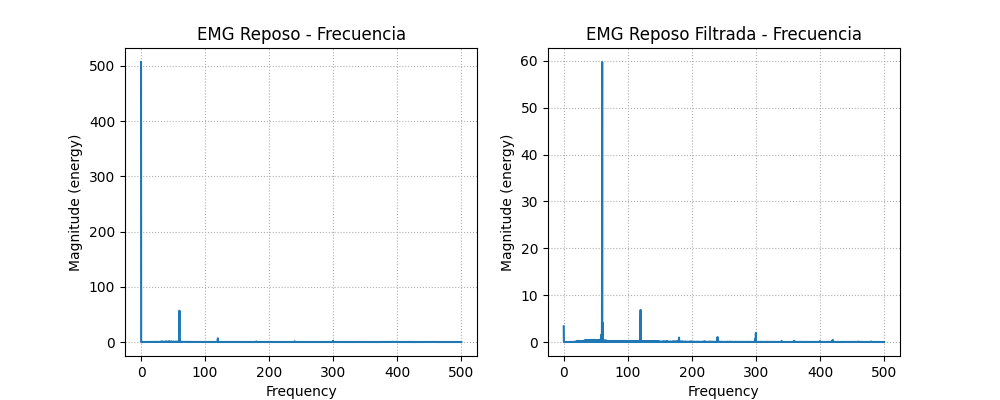 EMG Reposo - Frecuencia
500
400
300
200
100
0
Magnitude (energy)
0 100 200 300 400 500
Frequency
EMG Reposo Filtrada - Frecuencia
60
50
40
30
20
10
0
Magnitude (energy)
0 100 200 300 400 500
Frequency